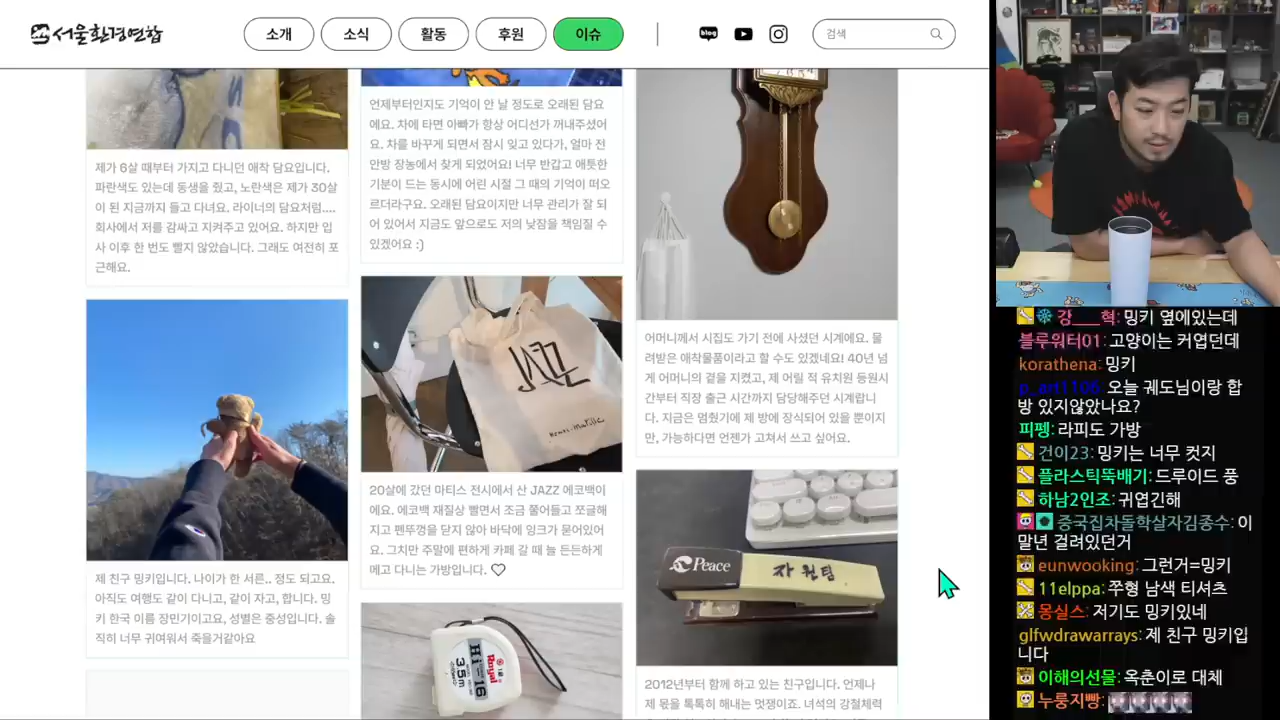 서울환경연합
소개
소식
활동
후원
이슈
blog
검색
제가 6살 때부터 가지고 다니던 애착 담요입니다.
파란색도 있는데 동생을 줬고, 노란색은 제가 30살
이 된 지금까지 들고 다녀요. 라이너의 담요처럼....
회사에서 저를 감싸고 지켜주고 있어요. 하지만 입
사 이후 한 번도 빨지 않았습니다. 그래도 여전히 포
근해요.
제 친구 밍키입니다. 나이가 한 서른.. 정도 되고요.
아직도 여행도 같이 다니고, 같이 자고, 합니다. 밍
키 한국 이름 장민기이고요, 성별은 중성입니다. 솔
직히 너무 귀여워서 죽을거같아요
언제부터인지도 기억이 안 날 정도로 오래된 담요
에요. 차에 타면 아빠가 항상 어디선가 꺼내주셨어
요. 차를 바꾸게 되면서 잠시 잊고 있다가, 얼마 전
안방 장농에서 찾게 되었어요! 너무 반갑고 애틋한
기분이 드는 동시에 어린 시절 그 때의 기억이 떠오
르더라구요. 오래된 담요이지만 너무 관리가 잘 되
어 있어서 지금도 앞으로도 저의 낮잠을 책임질 수
있겠어요 :)
JAZZ
henri.matisse
20살에 갔던 마티스 전시에서 산 JAZZ 에코백이
에요. 에코백 재질상 빨면서 조금 쭐어들고 쪼글해
지고 펜뚜껑을 닫지 않아 바닥에 잉크가 묻어있어
요. 그치만 주말에 편하게 카페 갈 때 늘 든든하게
메고 다니는 가방입니다. ♡
Royal
Hi 16
3.5m
어머니께서 시집도 가기 전에 사셨던 시계에요. 물
려받은 애착물품이라고 할 수도 있겠네요! 40년 넘
게 어머니의 곁을 지켰고, 제 어릴 적 유치원 등원시
간부터 직장 출근 시간까지 담당해주던 시계랍니
다. 지금은 멈췄기에 제 방에 장식되어 있을 뿐이지
만, 가능하다면 언젠가 고쳐서 쓰고 싶어요.
Peace
자원팀
2012년부터 함께 하고 있는 친구입니다. 언제나
제 몫을 톡톡히 해내는 멋쟁이죠. 녀석의 강철체력
강___혁: 밍키 옆에있는데
블루워터01: 고양이는 커엽던데
korathena: 밍키
p_art1106: 오늘 궤도님이랑 합
방 있지않았나요?
피펭: 라피도 가방
건이23: 밍키는 너무 컷지
플라스틱뚝배기: 드루이드 풍
하남2인조: 귀엽긴해
중국집차돌학살자김종수: 이
말년 걸려있던거
eunwooking: 그런거=밍키
11elppa: 쭈형 남색 티셔츠
몽실스: 저기도 밍키있네
glfwdrawarrays: 제 친구 밍키입
니다
이해의선물: 옥춘이로 대체
누룽지빵: